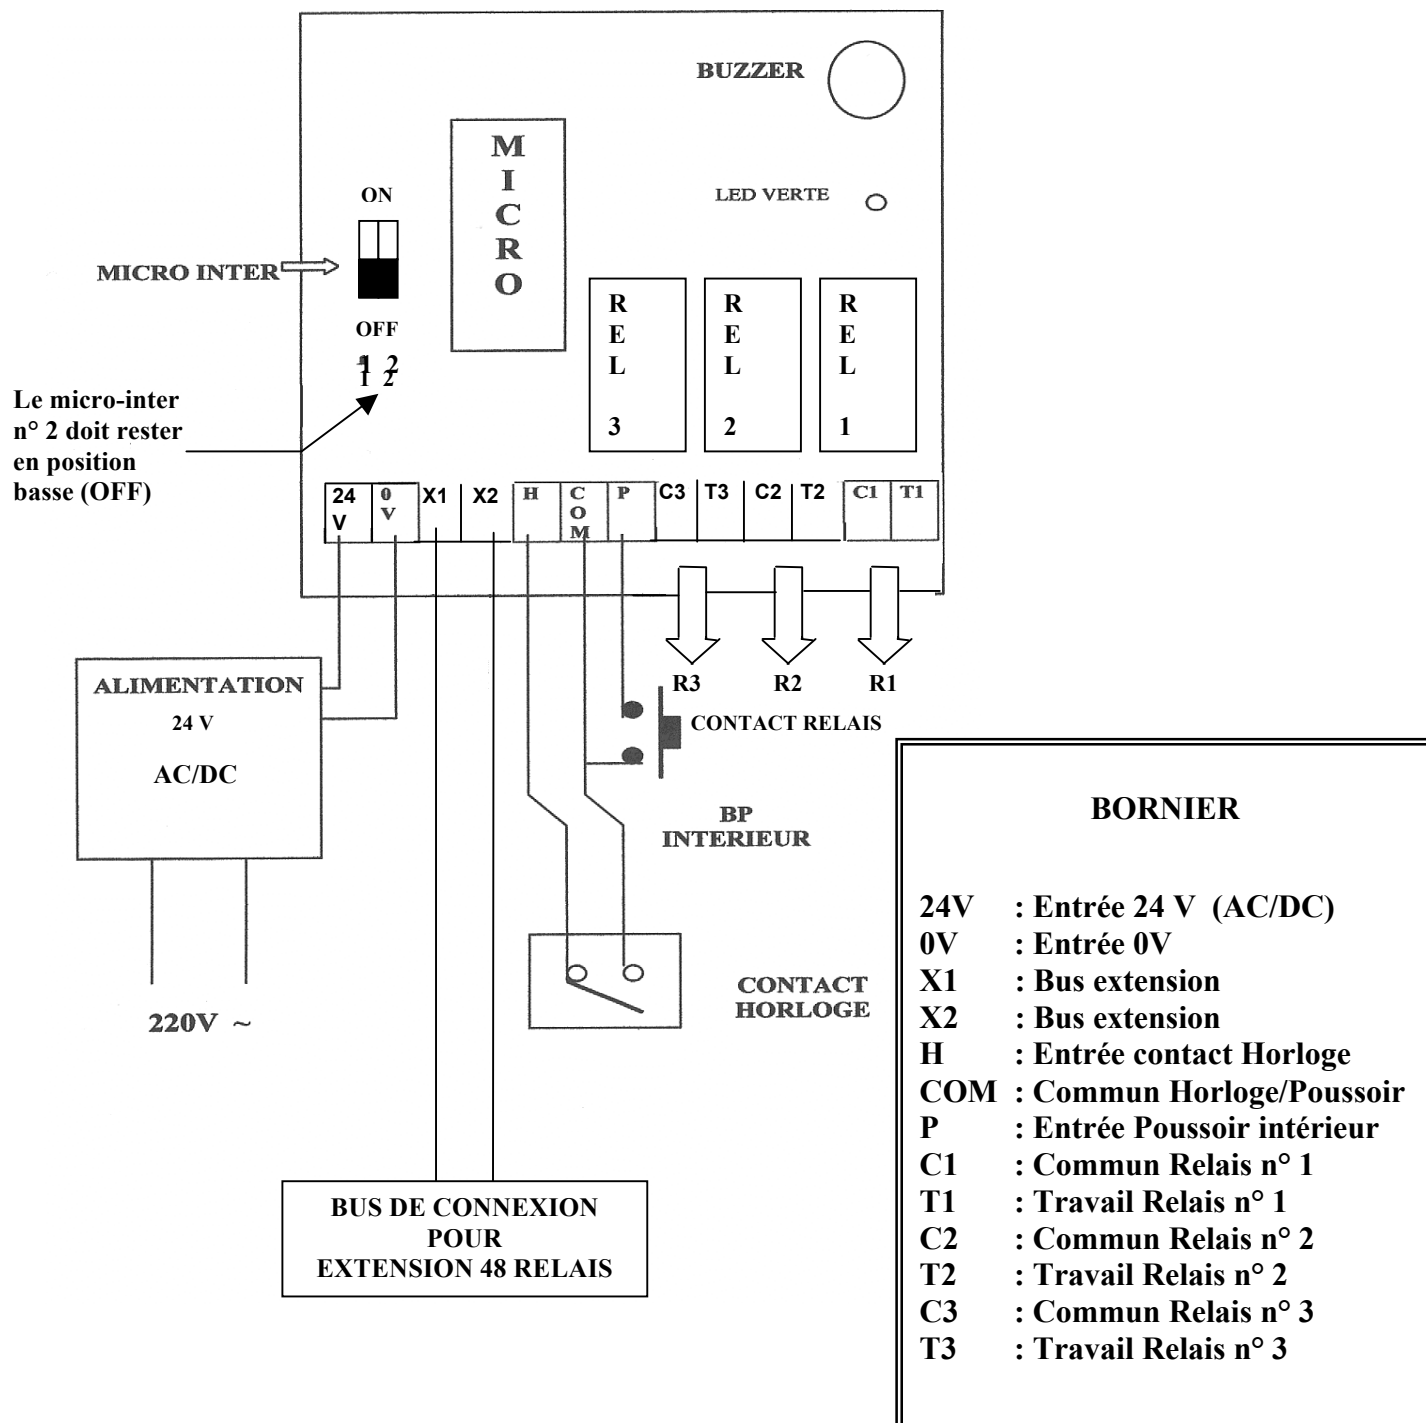 BUZZER
M
I
C
R
O
ON
LED VERTE
MICRO INTER
R
E
L
3
R
E
L
2
R
E
L
1
OFF
1 2
1 2
Le micro-inter
n° 2 doit rester
en position
basse (OFF)
24
V
0
V
X1
X2
H
C
O
M
P
C3
T3
C2
T2
C1
T1
R3
R2
R1
ALIMENTATION
24 V
AC/DC
CONTACT RELAIS
BP
INTERIEUR
220V ~
CONTACT
HORLOGE
BUS DE CONNEXION
POUR
EXTENSION 48 RELAIS
BORNIER
24V : Entrée 24 V (AC/DC)
0V : Entrée 0V
X1 : Bus extension
X2 : Bus extension
H : Entrée contact Horloge
COM : Commun Horloge/Poussoir
P : Entrée Poussoir intérieur
C1 : Commun Relais n° 1
T1 : Travail Relais n° 1
C2 : Commun Relais n° 2
T2 : Travail Relais n° 2
C3 : Commun Relais n° 3
T3 : Travail Relais n° 3